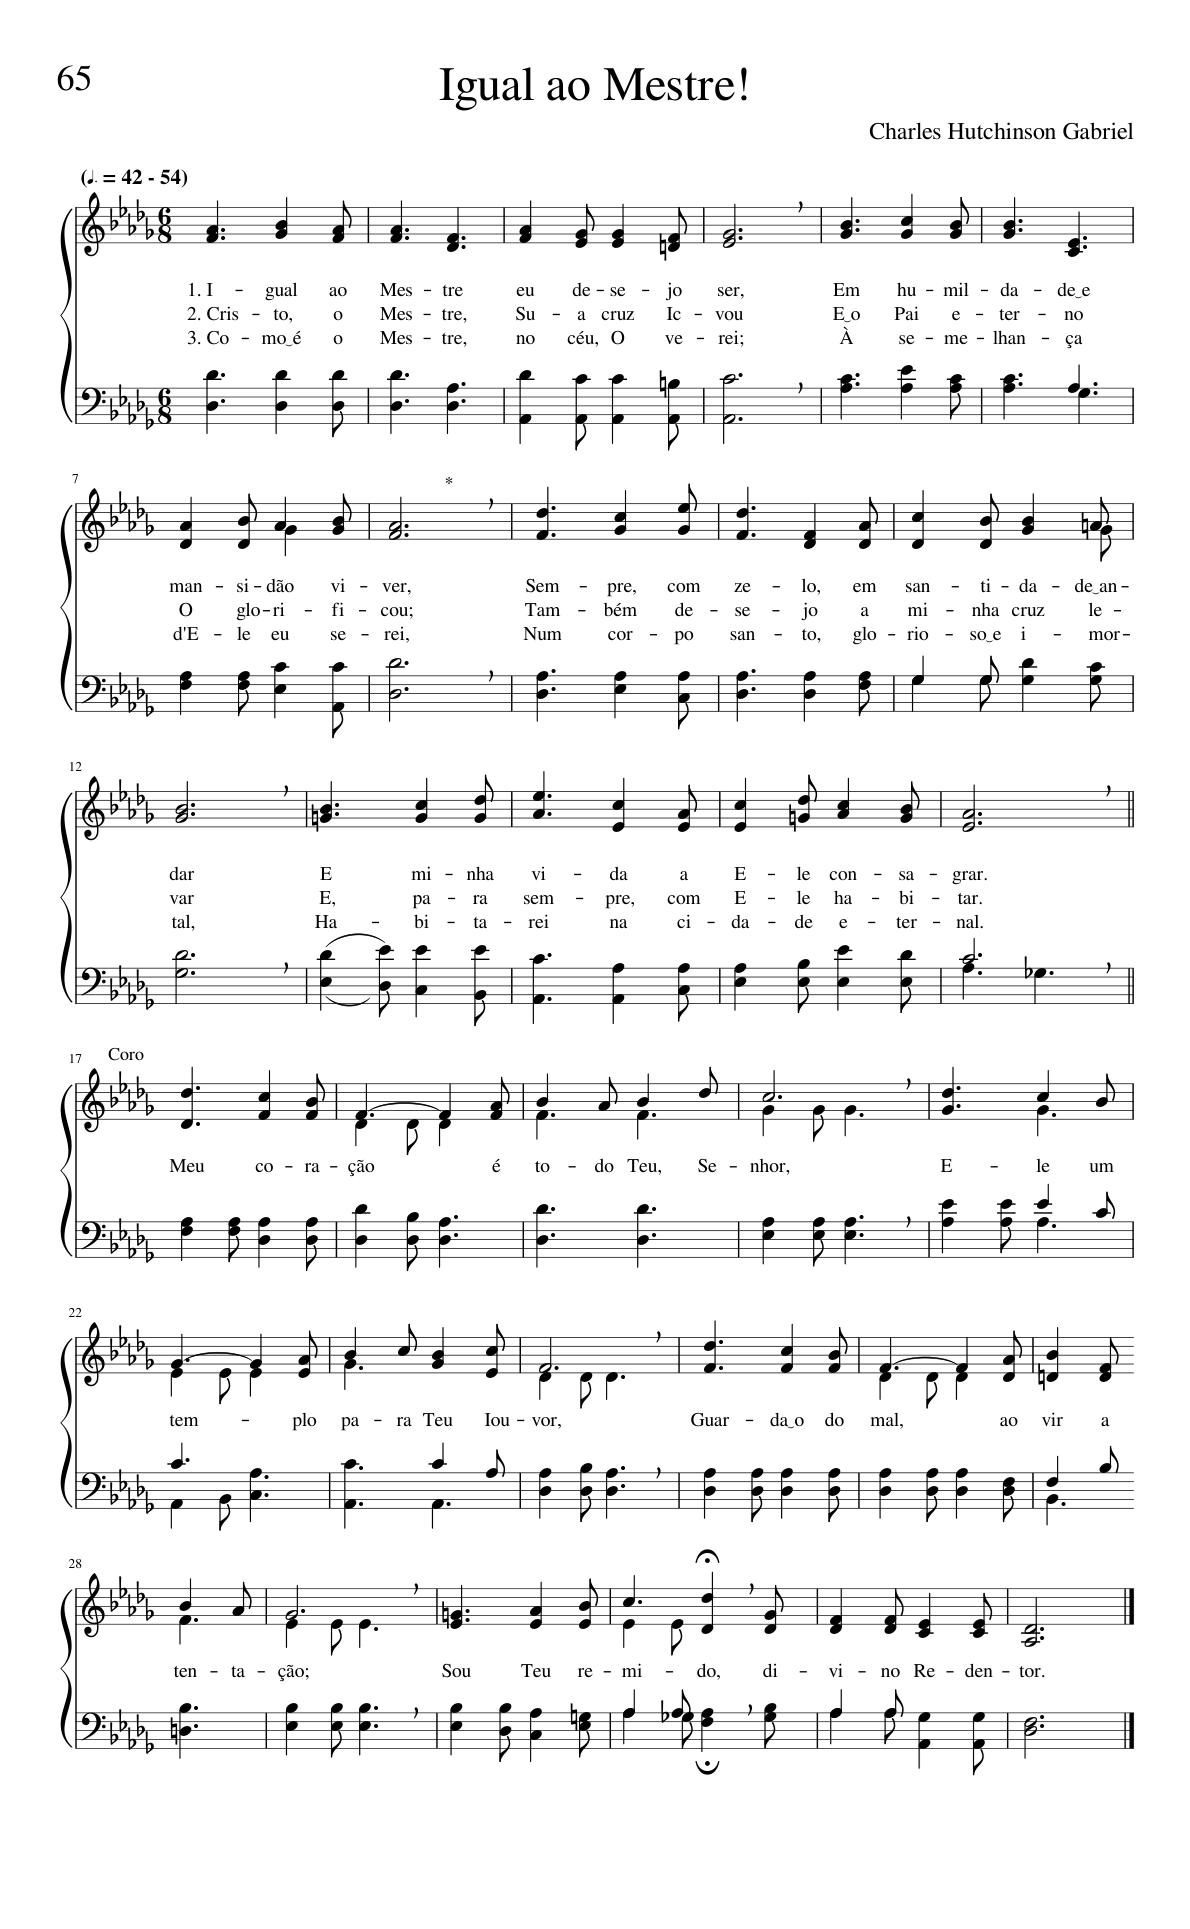 65
Igual ao Mestre!
Charles Hutchinson Gabriel
(♩. = 42 - 54)
1. I - gual ao Mes - tre eu de - se - jo ser, Em hu - mil - da - de‿e
2. Cris - to, o Mes - tre, Su - a cruz Ic - vou E‿o Pai e - ter - no
3. Co - mo‿é o Mes - tre, no céu, O ve - rei; À se - me - lhan - ça
7
*
man - si - dão vi - ver, Sem - pre, com ze - lo, em san - ti - da - de‿an -
O glo - ri - fi - cou; Tam - bém de - se - jo a mi - nha cruz le -
d'E - le eu se - rei, Num cor - po san - to, glo - rio - so‿e i - mor -
12
dar E mi - nha vi - da a E - le con - sa - grar.
var E, pa - ra sem - pre, com E - le ha - bi - tar.
tal, Ha - bi - ta - rei na ci - da - de e - ter - nal.
17 Coro
Meu co - ra - ção é to - do Teu, Se - nhor, E - le um
22
tem - plo pa - ra Teu Iou - vor, Guar - da‿o do mal, ao vir a
28
ten - ta - ção; Sou Teu re - mi - do, di - vi - no Re - den - tor.